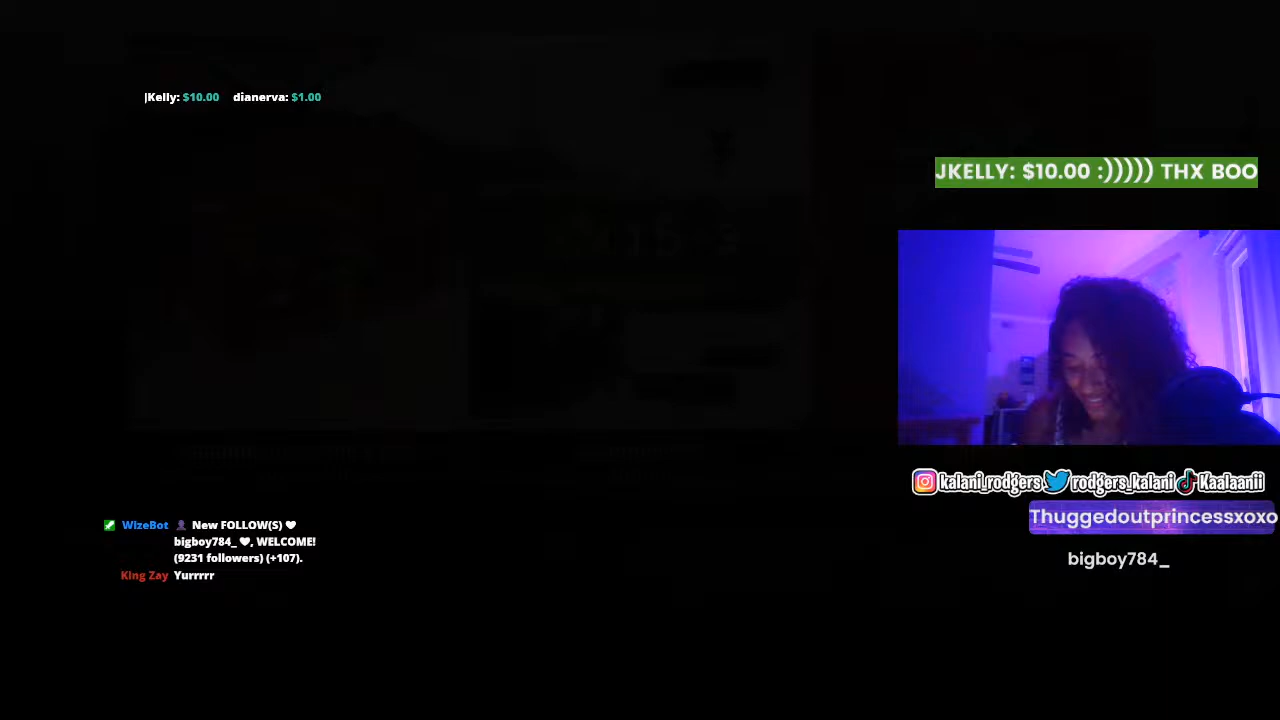 JKelly: $10.00 dianerva: $1.00
JKELLY: $10.00 :))))) THX BOO
kalani_rodgers rodgers_kalani Kaalaanii
Thuggedoutprincessxoxo
bigboy784_
WizeBot New FOLLOW(S) ❤
bigboy784_ ❤, WELCOME!
(9231 followers) (+107).
King Zay Yurrrrr